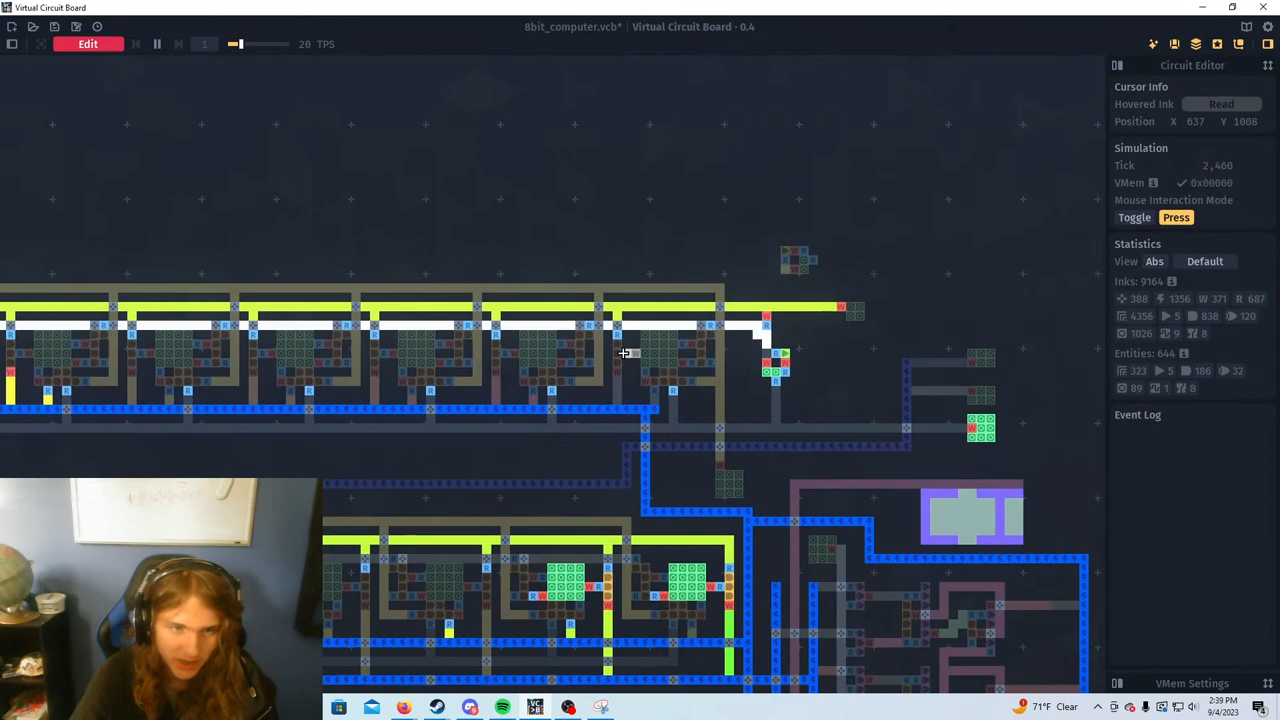 Virtual Circuit Board
8bit_computer.vcb* | Virtual Circuit Board - 0.4
Edit
1
20 TPS
Circuit Editor
Cursor Info
Hovered Ink Read
Position X 637 Y 1008
Simulation
Tick 2,460
VMem 0x00000
Mouse Interaction Mode
Toggle Press
Statistics
View Abs Default
Inks: 9164
388 1356 W 371 R 687
4356 5 838 120
1026 9 8
Entities: 644
323 5 186 32
89 1 8
Event Log
VMem Settings
71°F Clear
2:39 PM
9/4/2023